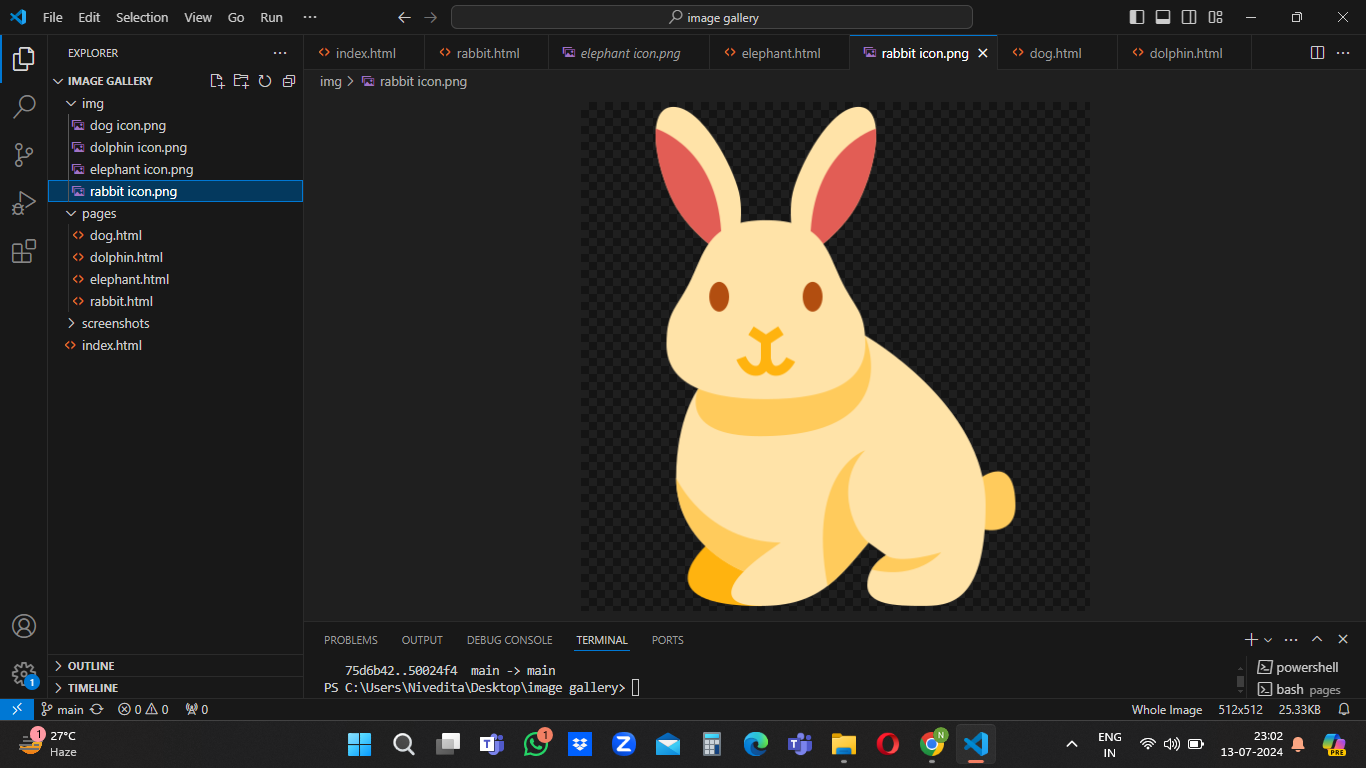 File Edit Selection View Go Run ···
image gallery
EXPLORER
IMAGE GALLERY
img
dog icon.png
dolphin icon.png
elephant icon.png
rabbit icon.png
pages
dog.html
dolphin.html
elephant.html
rabbit.html
screenshots
index.html
OUTLINE
TIMELINE
index.html rabbit.html elephant icon.png elephant.html rabbit icon.png dog.html dolphin.html
img > rabbit icon.png
PROBLEMS OUTPUT DEBUG CONSOLE TERMINAL PORTS
75d6b42..50024f4 main -> main
PS C:\Users\Nivedita\Desktop\image gallery>
powershell
bash pages
1
main 0 0 0 Whole Image 512x512 25.33KB
1
27°C
Haze
1
N
ENG
IN
23:02
13-07-2024
PRE